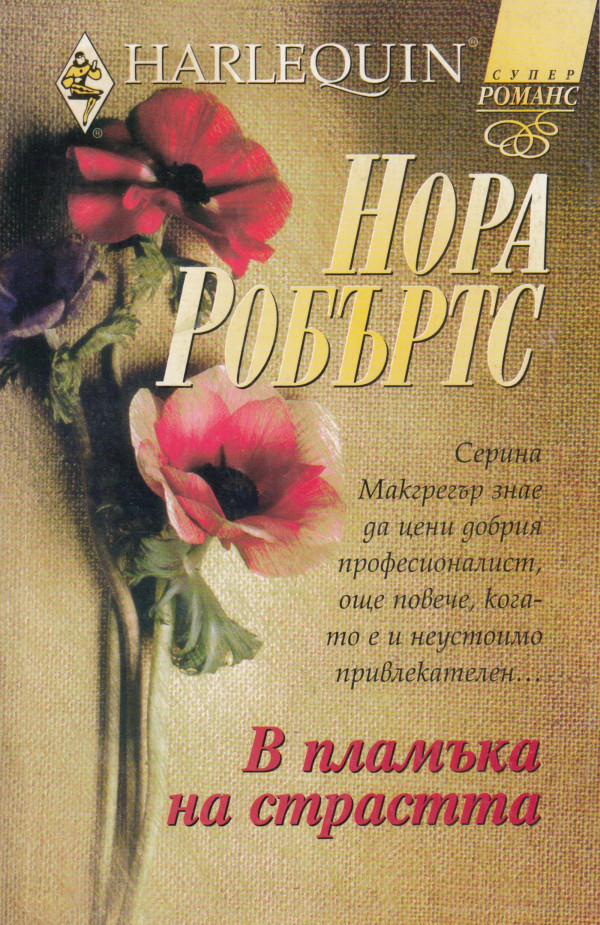 HARLEQUIN®
®
СУПЕР
РОМАНС
НОРА
РОБЪРТС
Серина
Макгрегър знае
да цени добрия
професионалист,
още повече, кога-
то е и неустоимо
привлекателен...
В пламъка
на страстта